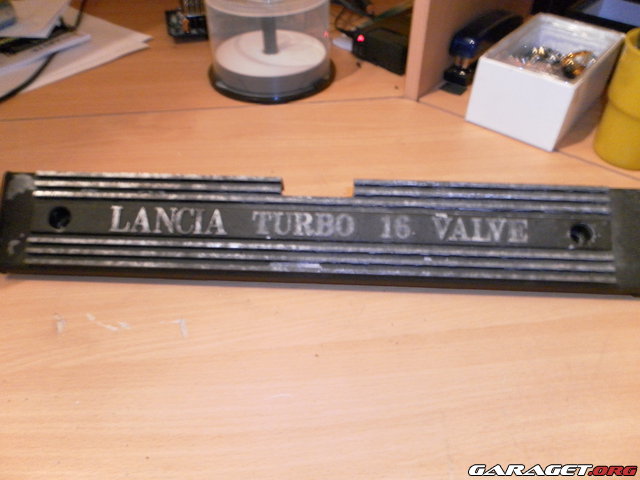 LANCIA TURBO 16 VALVE
GARAGET.ORG